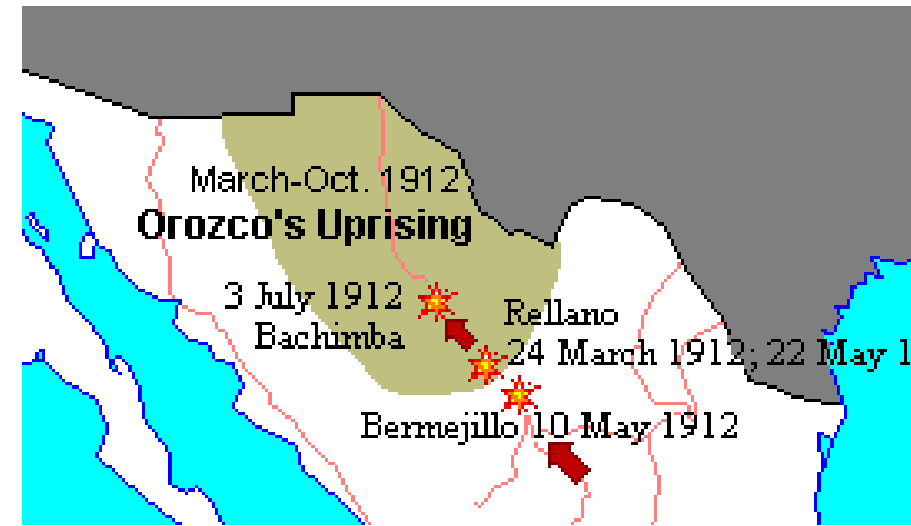 March-Oct. 1912
Orozco's Uprising
3 July 1912
Bachimba
Rellano
24 March 1912; 22 May 1
Bermejillo 10 May 1912